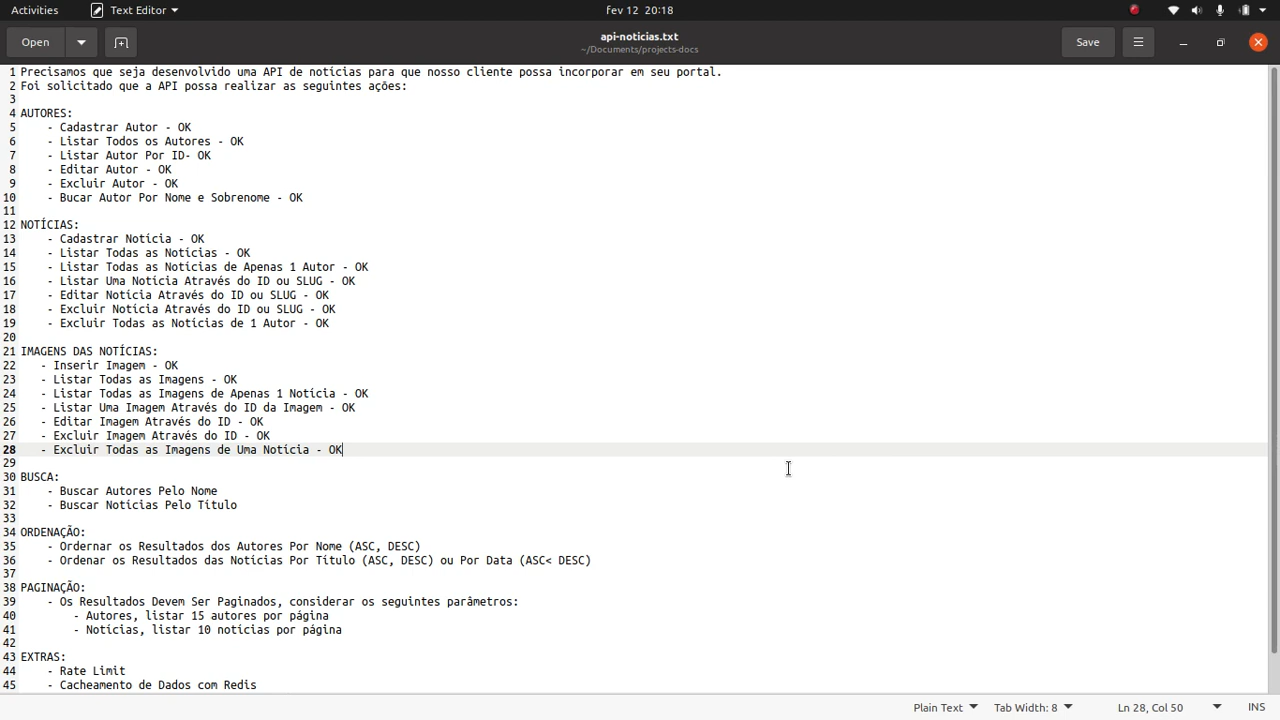 Activities Text Editor fev 12 20:18
Open api-noticias.txt Save
~/Documents/projects-docs
1 Precisamos que seja desenvolvido uma API de notícias para que nosso cliente possa incorporar em seu portal.
2 Foi solicitado que a API possa realizar as seguintes ações:
3
4 AUTORES:
5 - Cadastrar Autor - OK
6 - Listar Todos os Autores - OK
7 - Listar Autor Por ID- OK
8 - Editar Autor - OK
9 - Excluir Autor - OK
10 - Bucar Autor Por Nome e Sobrenome - OK
11
12 NOTÍCIAS:
13 - Cadastrar Notícia - OK
14 - Listar Todas as Notícias - OK
15 - Listar Todas as Notícias de Apenas 1 Autor - OK
16 - Listar Uma Notícia Através do ID ou SLUG - OK
17 - Editar Notícia Através do ID ou SLUG - OK
18 - Excluir Notícia Através do ID ou SLUG - OK
19 - Excluir Todas as Notícias de 1 Autor - OK
20
21 IMAGENS DAS NOTÍCIAS:
22 - Inserir Imagem - OK
23 - Listar Todas as Imagens - OK
24 - Listar Todas as Imagens de Apenas 1 Notícia - OK
25 - Listar Uma Imagem Através do ID da Imagem - OK
26 - Editar Imagem Através do ID - OK
27 - Excluir Imagem Através do ID - OK
28 - Excluir Todas as Imagens de Uma Notícia - OK
29
30 BUSCA:
31 - Buscar Autores Pelo Nome
32 - Buscar Notícias Pelo Título
33
34 ORDENAÇÃO:
35 - Ordernar os Resultados dos Autores Por Nome (ASC, DESC)
36 - Ordenar os Resultados das Notícias Por Título (ASC, DESC) ou Por Data (ASC< DESC)
37
38 PAGINAÇÃO:
39 - Os Resultados Devem Ser Paginados, considerar os seguintes parâmetros:
40 - Autores, listar 15 autores por página
41 - Notícias, listar 10 notícias por página
42
43 EXTRAS:
44 - Rate Limit
45 - Cacheamento de Dados com Redis
Plain Text Tab Width: 8 Ln 28, Col 50 INS